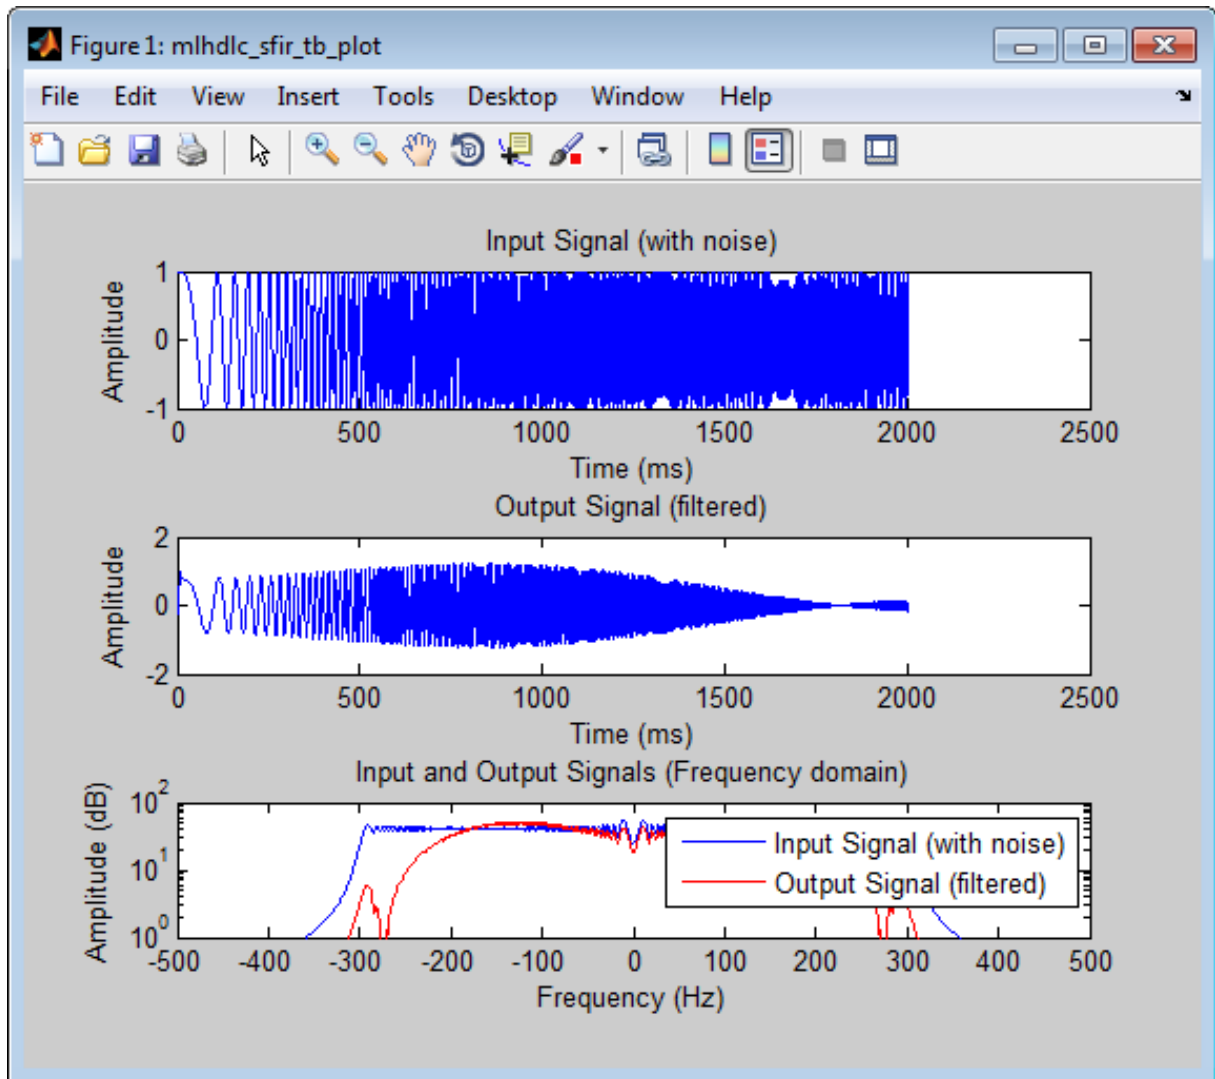 Figure 1: mlhdlc_sfir_tb_plot
File Edit View Insert Tools Desktop Window Help
Input Signal (with noise)
Amplitude
1
0
-1
0 500 1000 1500 2000 2500
Time (ms)
Output Signal (filtered)
Amplitude
2
0
-2
0 500 1000 1500 2000 2500
Time (ms)
Input and Output Signals (Frequency domain)
Amplitude (dB)
10^2
10^1
10^0
Input Signal (with noise)
Output Signal (filtered)
-500 -400 -300 -200 -100 0 100 200 300 400 500
Frequency (Hz)